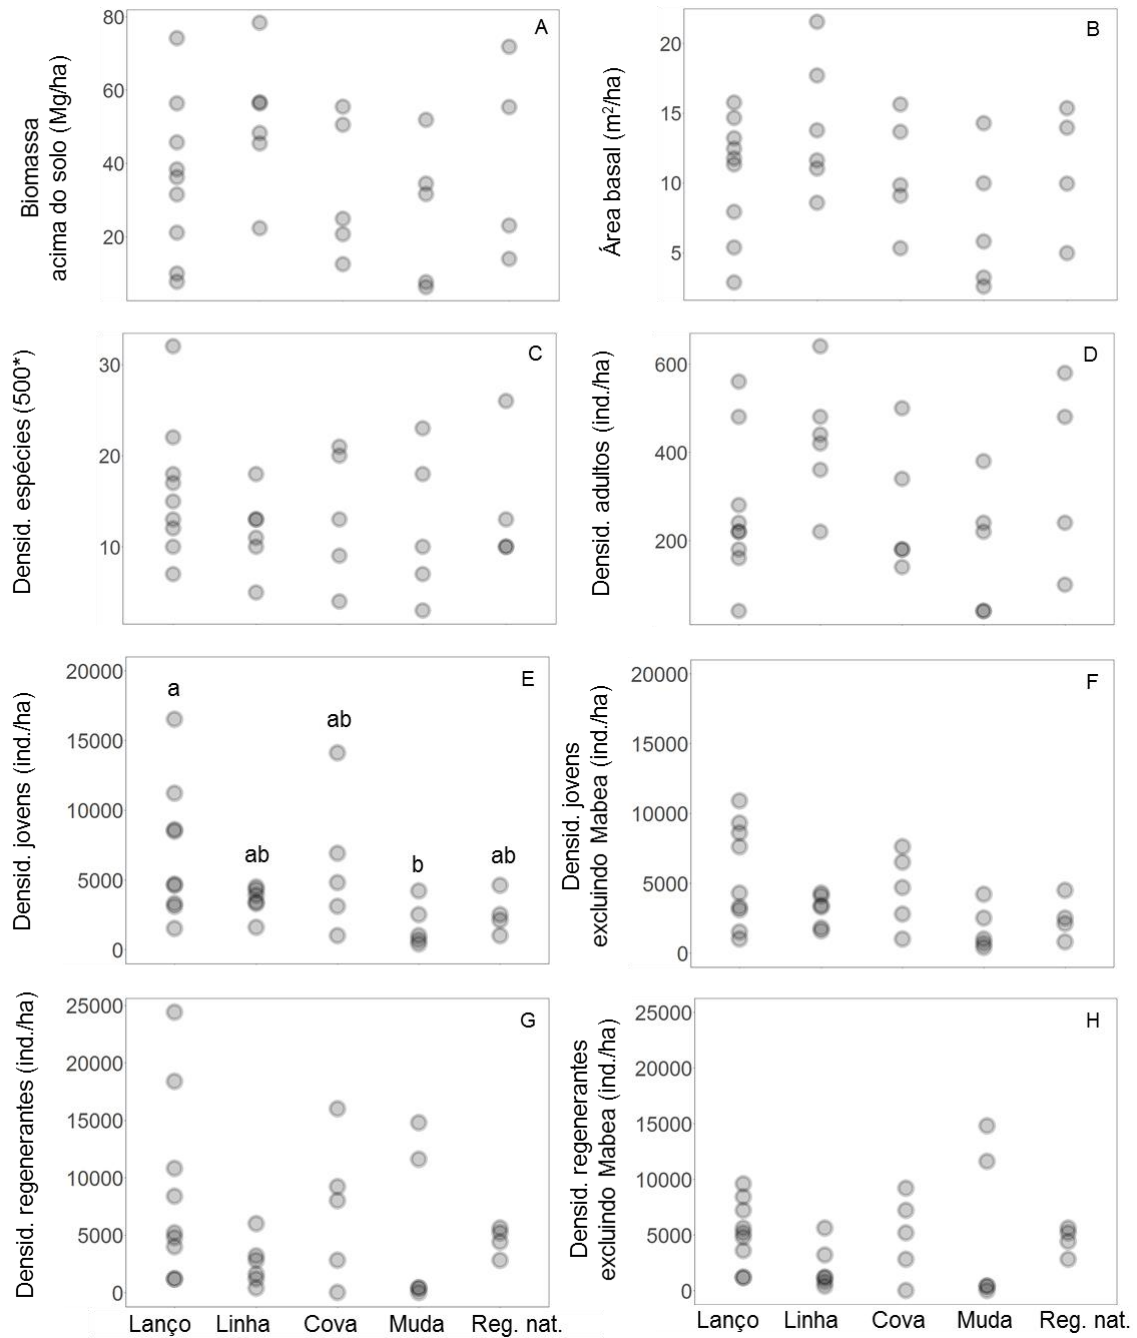 A
Biomassa
acima do solo (Mg/ha)
80
60
40
20
B
Área basal (m²/ha)
20
15
10
5
C
Densid. espécies (500*)
30
20
10
D
Densid. adultos (ind./ha)
600
400
200
E
Densid. jovens (ind./ha)
20000
15000
10000
5000
0
a
ab
ab
b
ab
F
Densid. jovens
excluindo Mabea (ind./ha)
20000
15000
10000
5000
0
G
Densid. regenerantes (ind./ha)
25000
20000
15000
10000
5000
0
Lanço Linha Cova Muda Reg. nat.
H
Densid. regenerantes
excluindo Mabea (ind./ha)
25000
20000
15000
10000
5000
0
Lanço Linha Cova Muda Reg. nat.